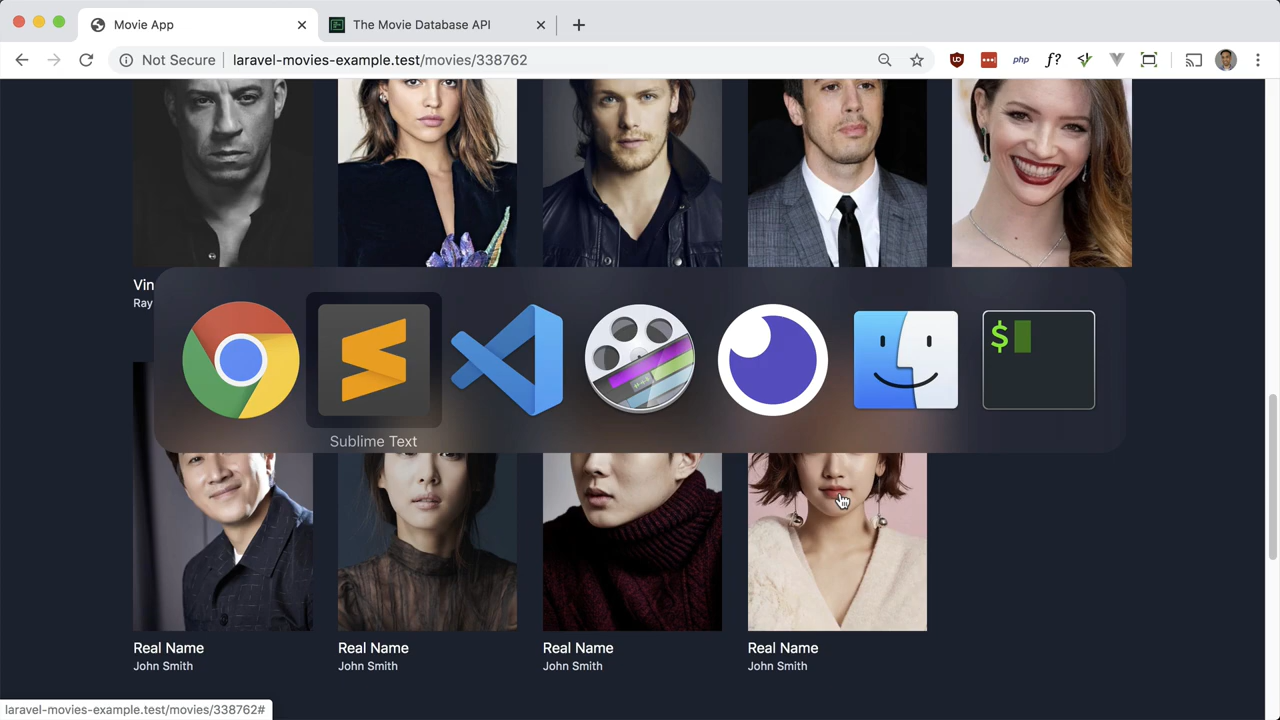 Movie App
The Movie Database API
Not Secure
laravel-movies-example.test/movies/338762
php
f?
Vin
Ray
$
Sublime Text
Real Name
John Smith
Real Name
John Smith
Real Name
John Smith
Real Name
John Smith
laravel-movies-example.test/movies/338762#